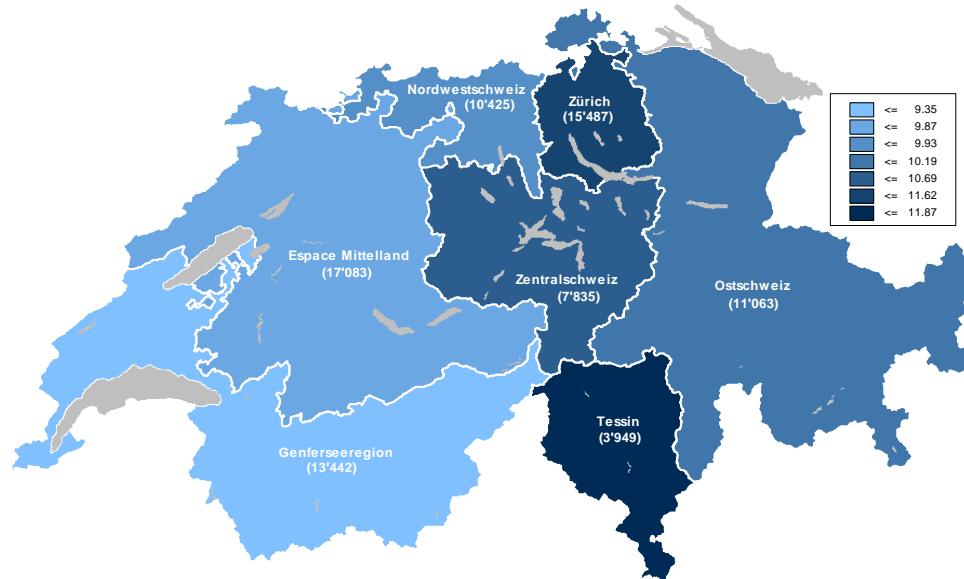 Nordwestschweiz
(10'425)
Zürich
(15'487)
<= 9.35
<= 9.87
<= 9.93
<= 10.19
<= 10.69
<= 11.62
<= 11.87
Espace Mittelland
(17'083)
Zentralschweiz
(7'835)
Ostschweiz
(11'063)
Tessin
(3'949)
Genferseeregion
(13'442)